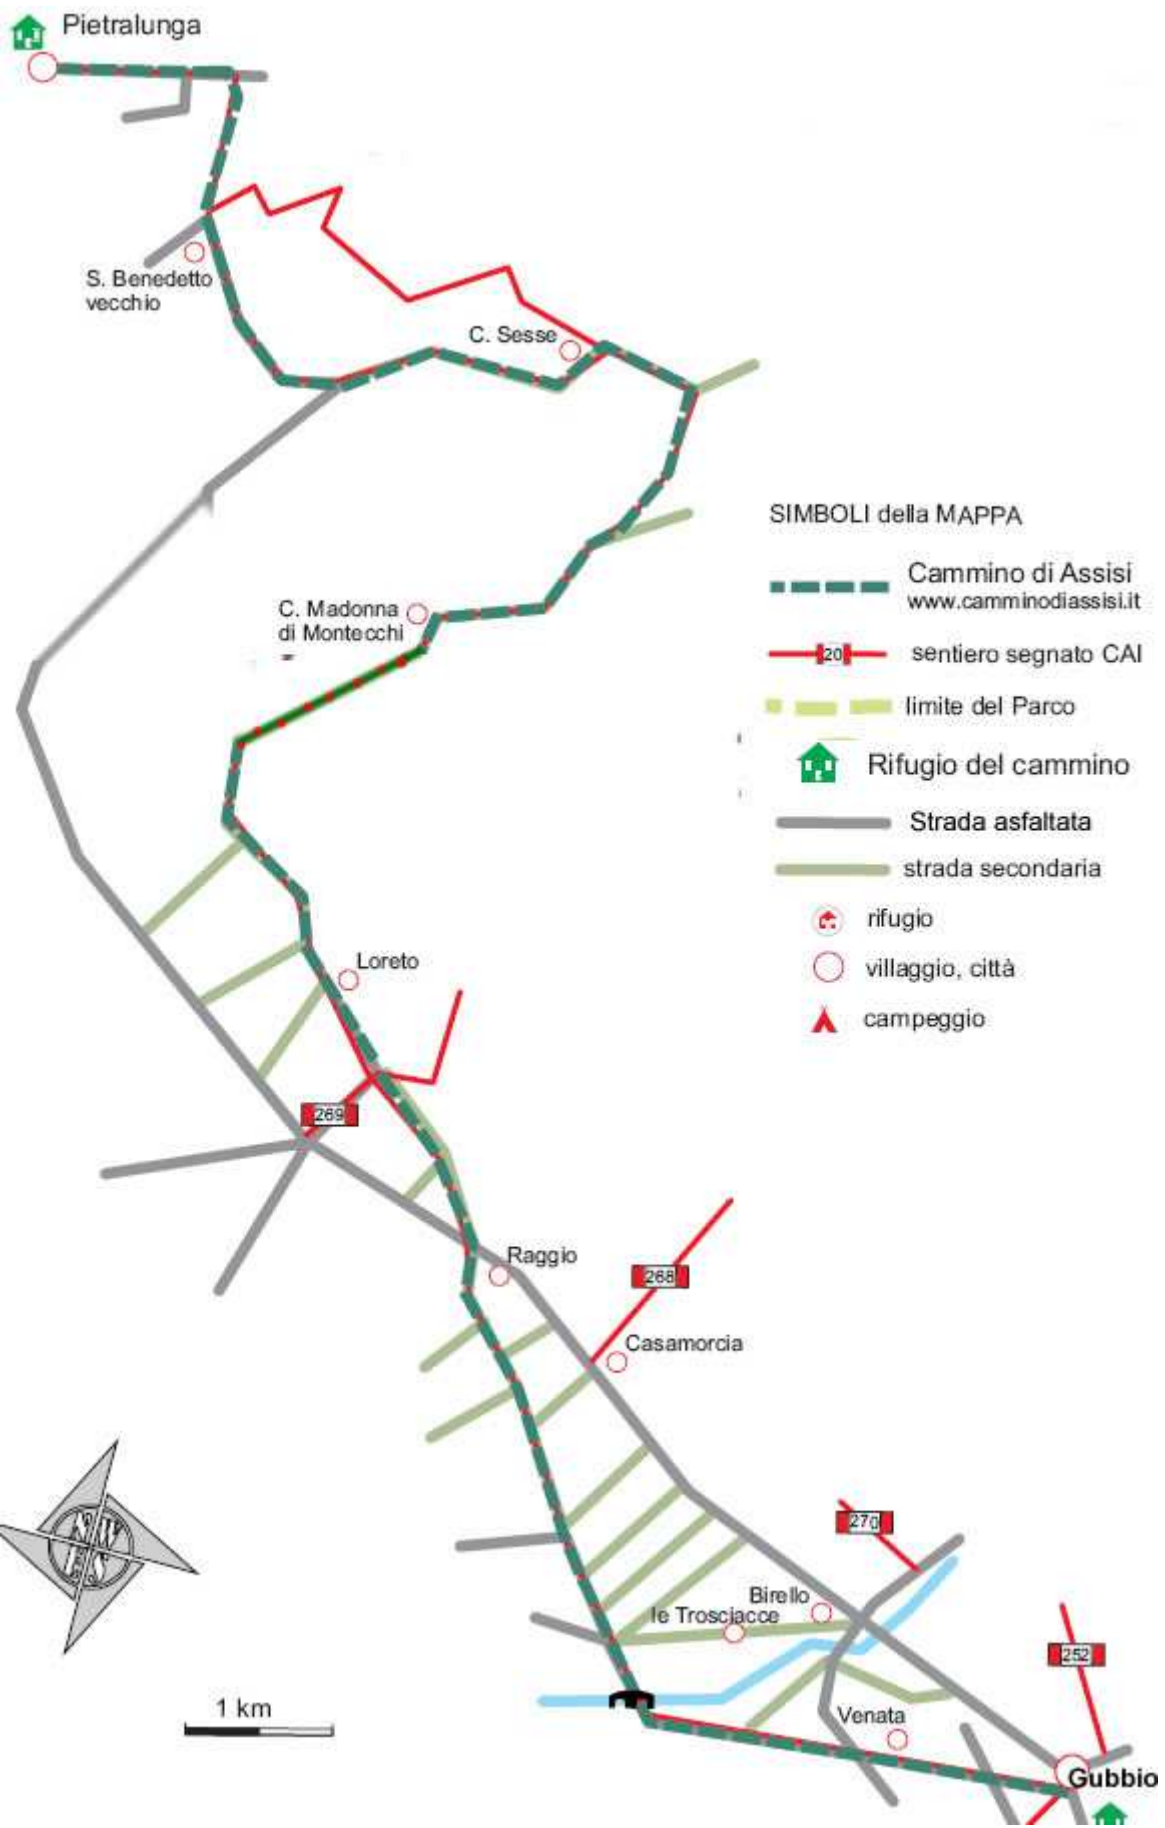 Pietralunga
S. Benedetto
vecchio
C. Sesse
SIMBOLI della MAPPA
Cammino di Assisi
www.camminodiassisi.it
C. Madonna
di Montecchi
20
sentiero segnato CAI
limite del Parco
Rifugio del cammino
Strada asfaltata
strada secondaria
rifugio
Loreto
villaggio, città
campeggio
269
Raggio
268
Casamorcia
270
Birello
le Trosciacce
252
1 km
Venata
Gubbio